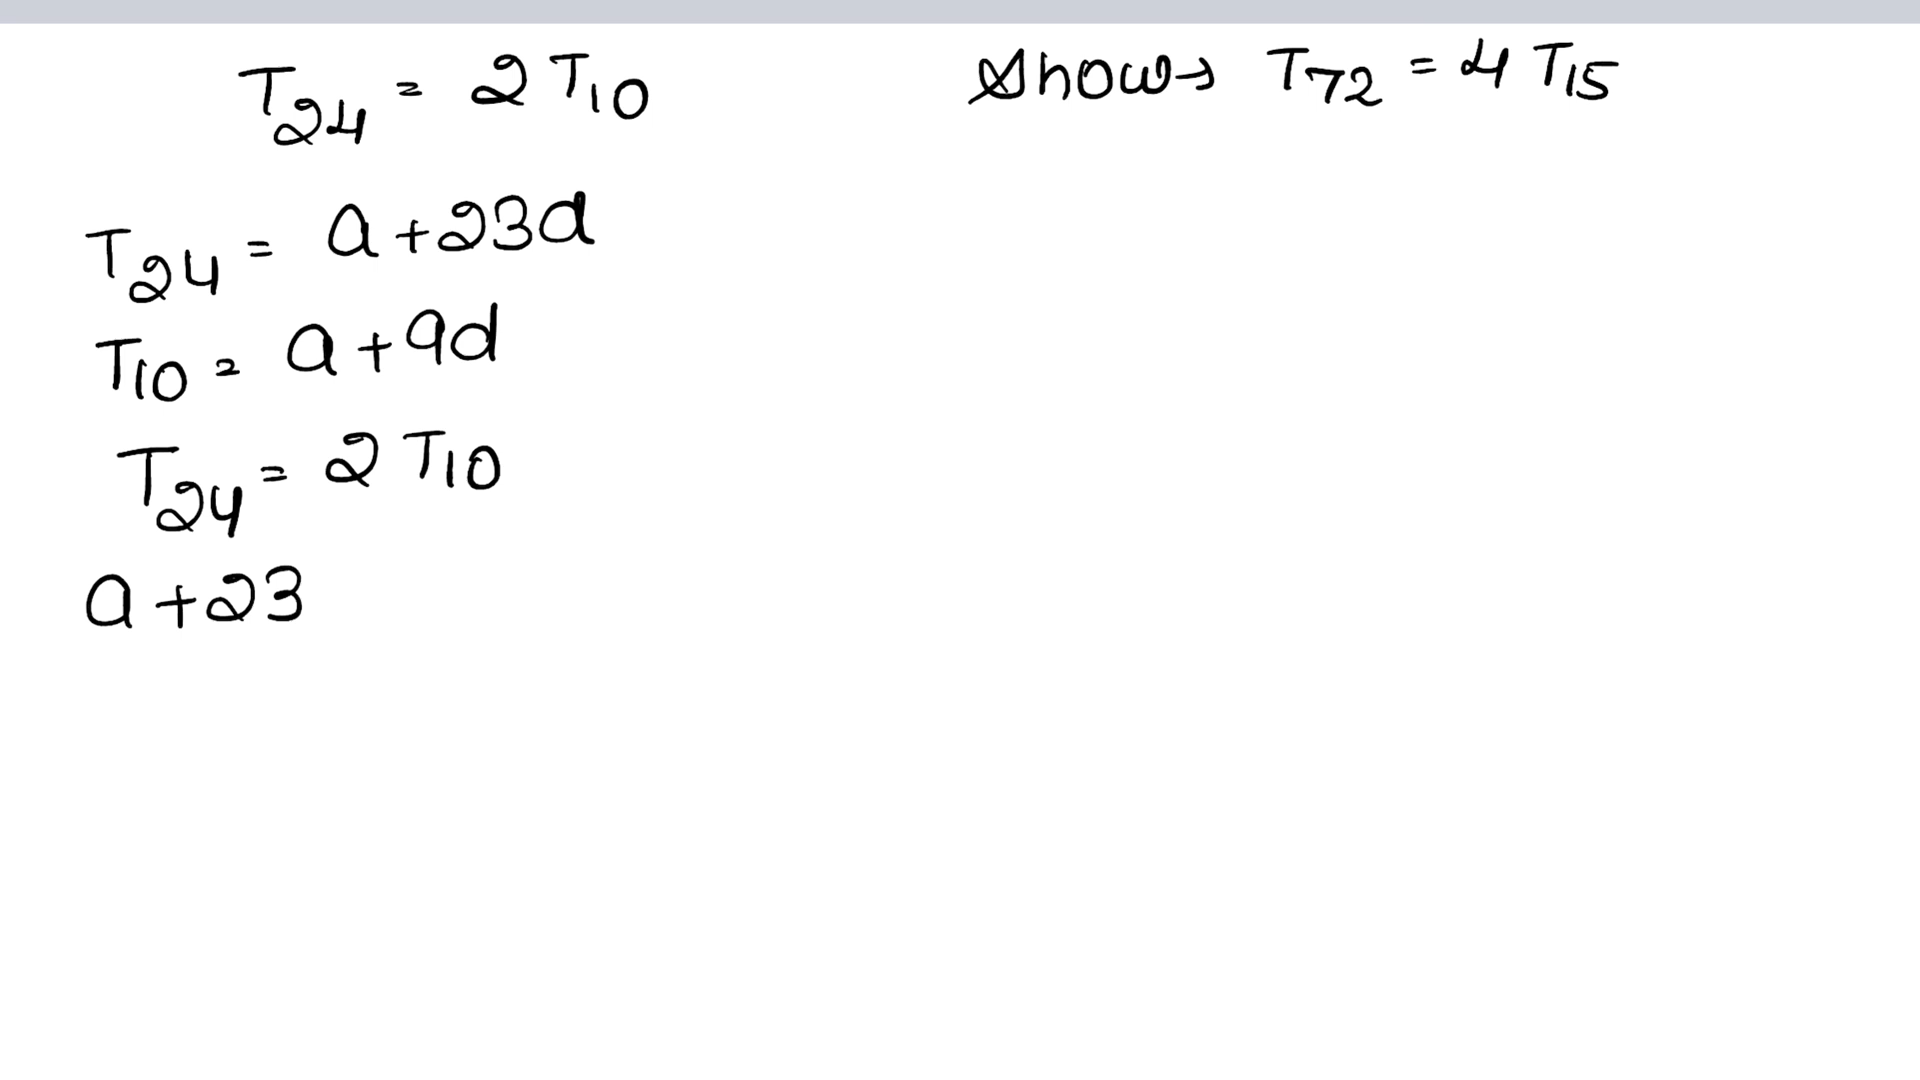 T24 = 2 T10
Show→ T72 = 4 T15
T24 = a + 23d
T10 = a + 9d
T24 = 2 T10
a + 23